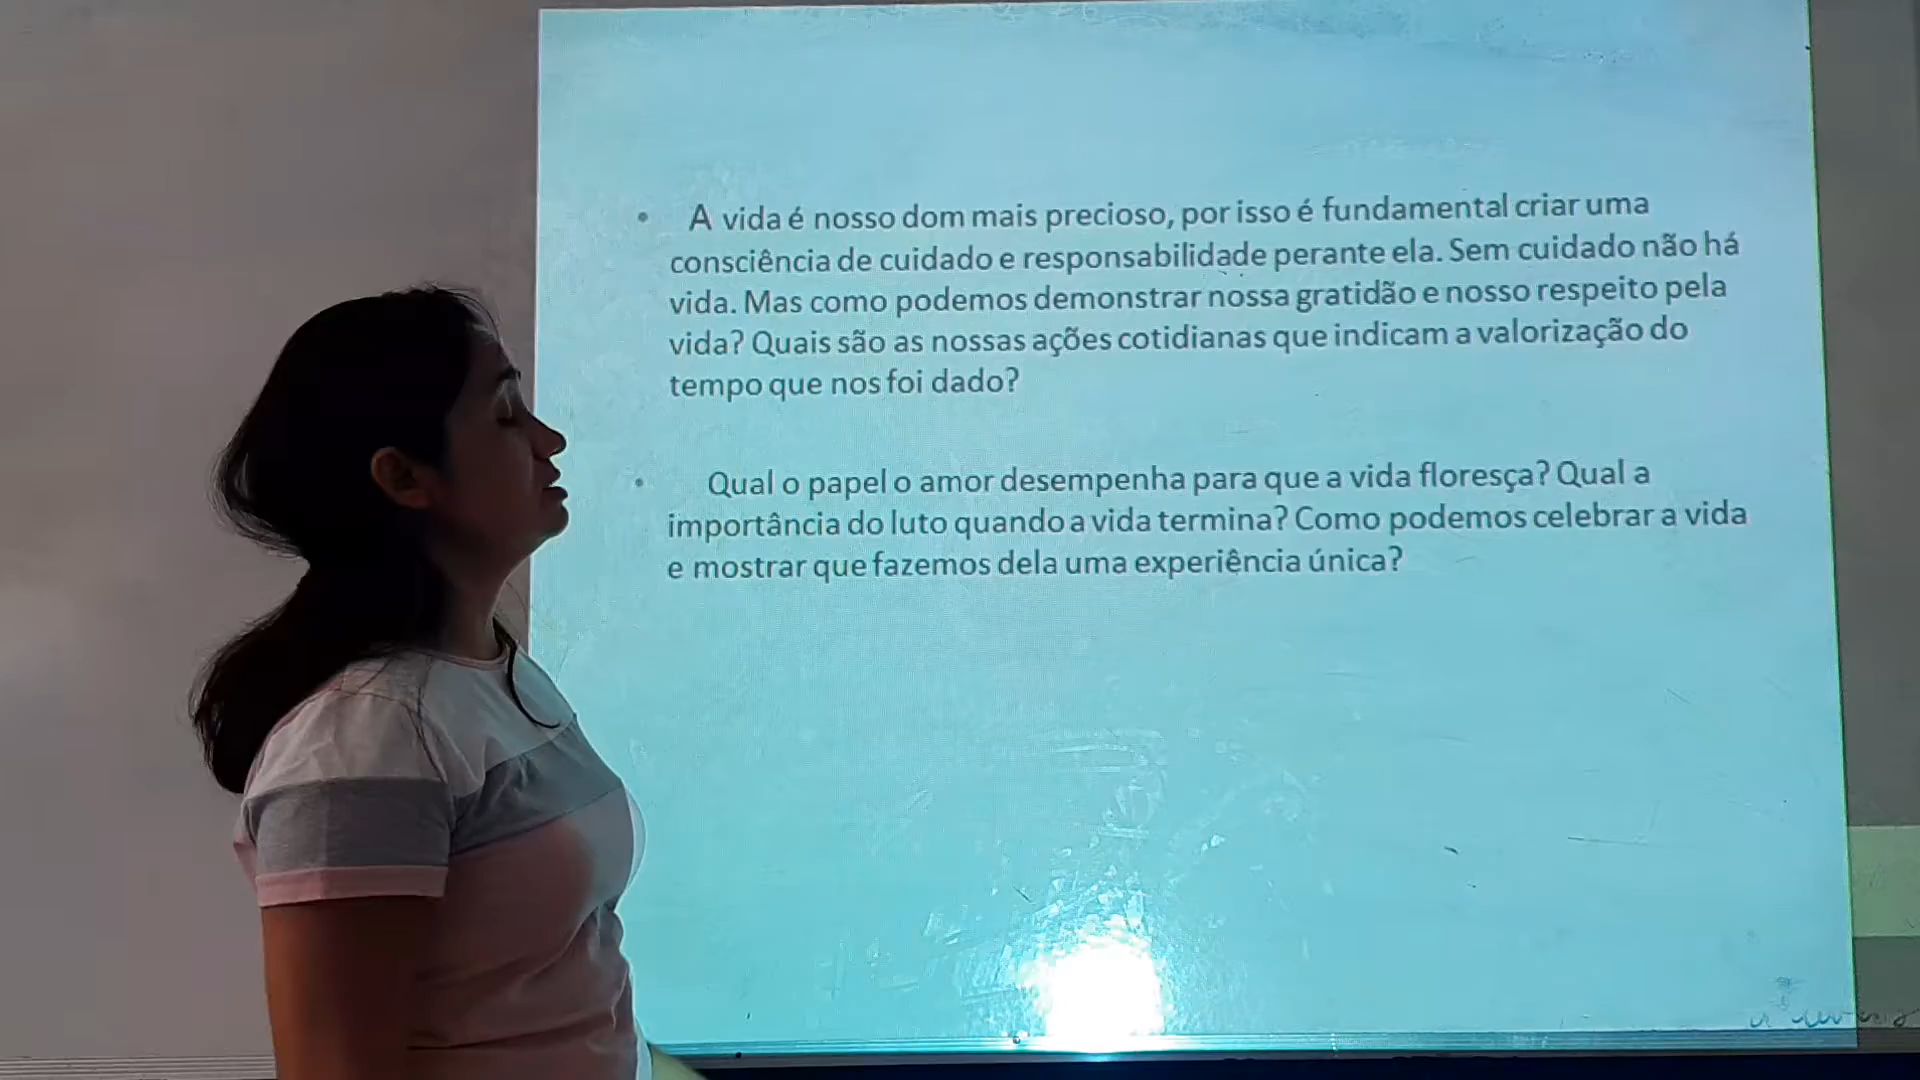 • A vida é nosso dom mais precioso, por isso é fundamental criar uma
consciência de cuidado e responsabilidade perante ela. Sem cuidado não há
vida. Mas como podemos demonstrar nossa gratidão e nosso respeito pela
vida? Quais são as nossas ações cotidianas que indicam a valorização do
tempo que nos foi dado?
• Qual o papel o amor desempenha para que a vida floresça? Qual a
importância do luto quando a vida termina? Como podemos celebrar a vida
e mostrar que fazemos dela uma experiência única?